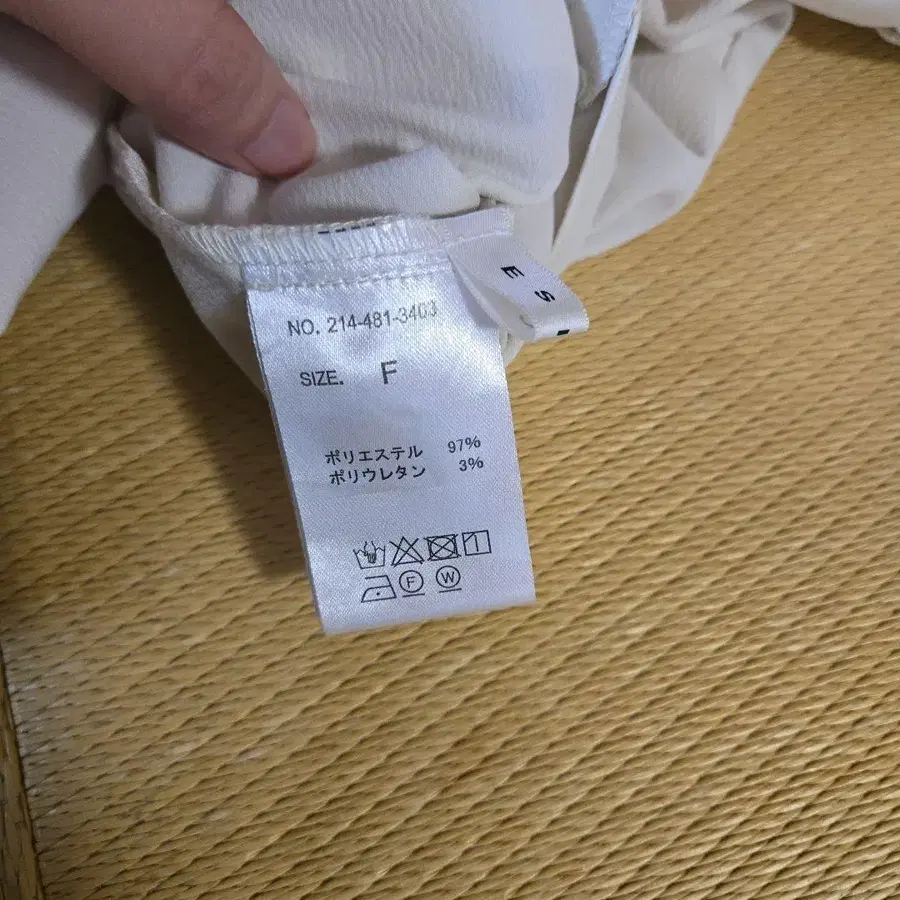 NO. 214-481-3403
SIZE. F
ポリエステル 97%
ポリウレタン 3%
F W
E S